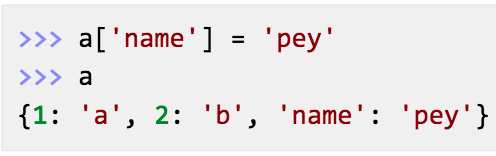 >>> a['name'] = 'pey'
>>> a
{1: 'a', 2: 'b', 'name': 'pey'}